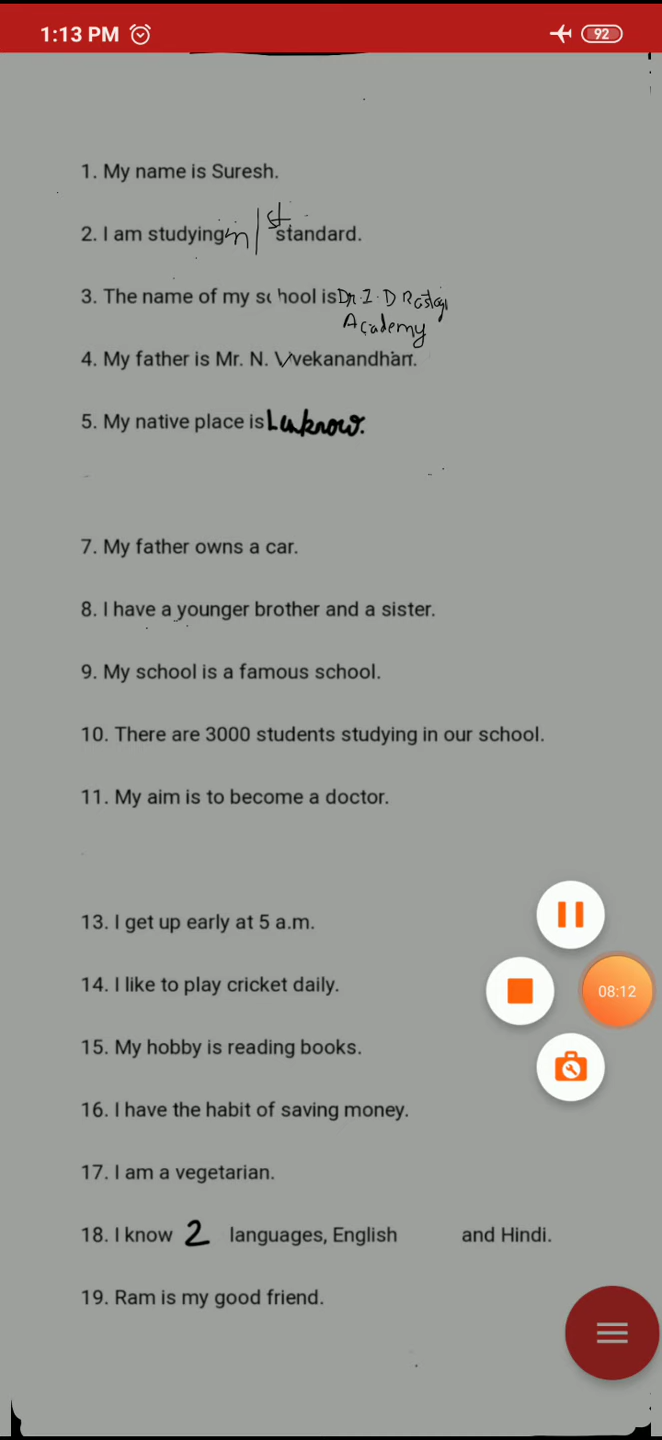 1:13 PM
92
1. My name is Suresh.
2. I am studying in 1st standard.
3. The name of my school is Dr. I. D Rastogi
Academy
4. My father is Mr. N. Vivekanandhan.
5. My native place is Luknow.
7. My father owns a car.
8. I have a younger brother and a sister.
9. My school is a famous school.
10. There are 3000 students studying in our school.
11. My aim is to become a doctor.
13. I get up early at 5 a.m.
14. I like to play cricket daily.
08:12
15. My hobby is reading books.
16. I have the habit of saving money.
17. I am a vegetarian.
18. I know 2 languages, English and Hindi.
19. Ram is my good friend.